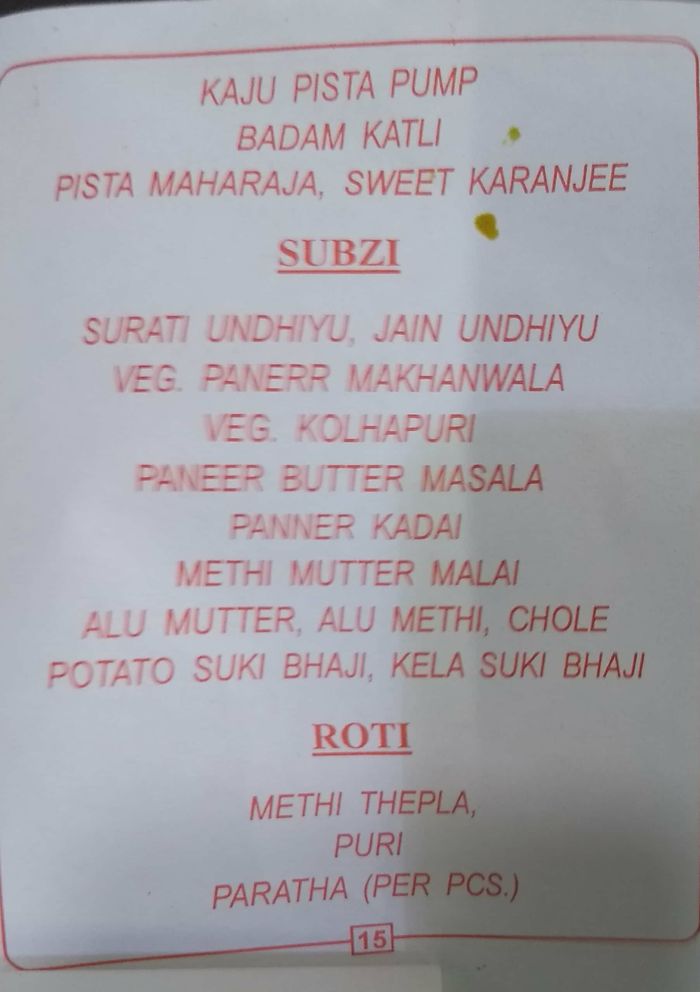 KAJU PISTA PUMP
BADAM KATLI
PISTA MAHARAJA, SWEET KARANJEE
SUBZI
SURATI UNDHIYU, JAIN UNDHIYU
VEG. PANERR MAKHANWALA
VEG. KOLHAPURI
PANEER BUTTER MASALA
PANNER KADAI
METHI MUTTER MALAI
ALU MUTTER, ALU METHI, CHOLE
POTATO SUKI BHAJI, KELA SUKI BHAJI
ROTI
METHI THEPLA,
PURI
PARATHA (PER PCS.)
15